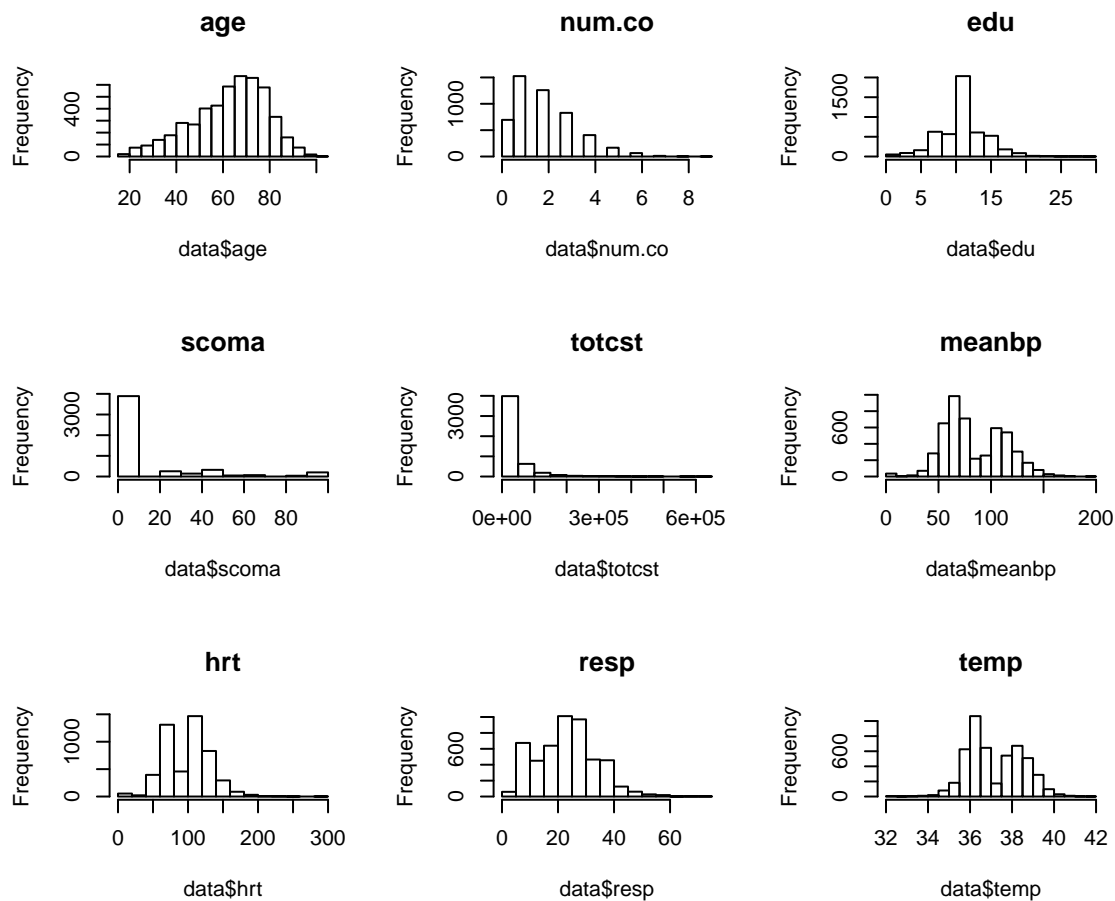 age
Frequency
0
400
20
40
60
80
data$age
num.co
Frequency
0
1000
0
2
4
6
8
data$num.co
edu
Frequency
0
1500
0
5
15
25
data$edu
scoma
Frequency
0
3000
0
20
40
60
80
data$scoma
totcst
Frequency
0
3000
0e+00
3e+05
6e+05
data$totcst
meanbp
Frequency
0
600
0
50
100
200
data$meanbp
hrt
Frequency
0
1000
0
100
200
300
data$hrt
resp
Frequency
0
600
0
20
40
60
data$resp
temp
Frequency
0
600
32
34
36
38
40
42
data$temp